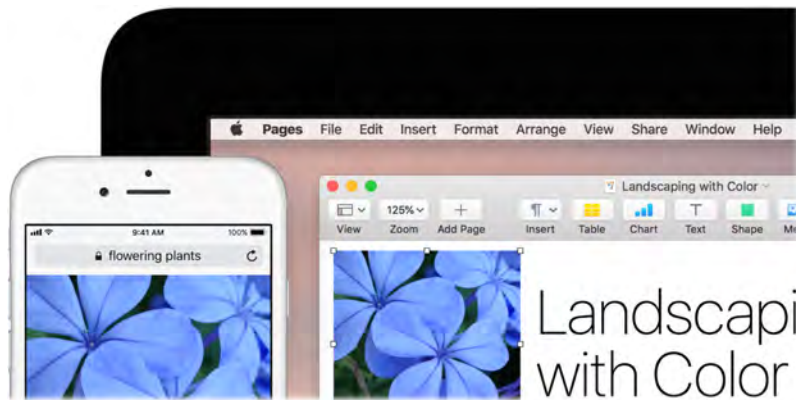 Pages File Edit Insert Format Arrange View Share Window Help
Landscaping with Color
125%
View Zoom Add Page Insert Table Chart Text Shape
9:41 AM 100%
flowering plants
Landscapi
with Color